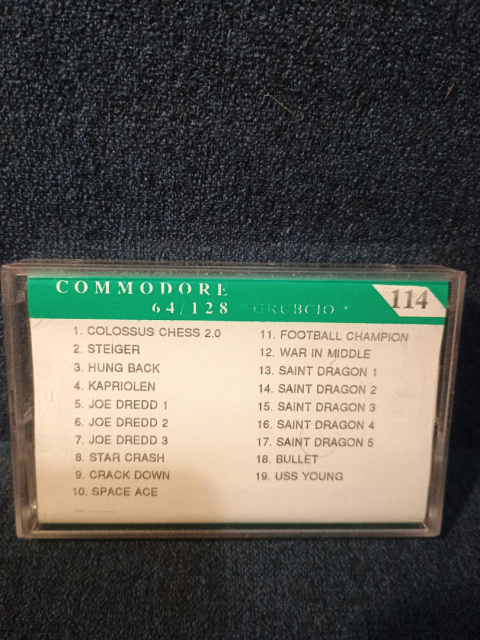 COMMODORE
64/128 GRUBCIO *
114
1. COLOSSUS CHESS 2.0
2. STEIGER
3. HUNG BACK
4. KAPRIOLEN
5. JOE DREDD 1
6. JOE DREDD 2
7. JOE DREDD 3
8. STAR CRASH
9. CRACK DOWN
10. SPACE ACE
11. FOOTBALL CHAMPION
12. WAR IN MIDDLE
13. SAINT DRAGON 1
14. SAINT DRAGON 2
15. SAINT DRAGON 3
16. SAINT DRAGON 4
17. SAINT DRAGON 5
18. BULLET
19. USS YOUNG